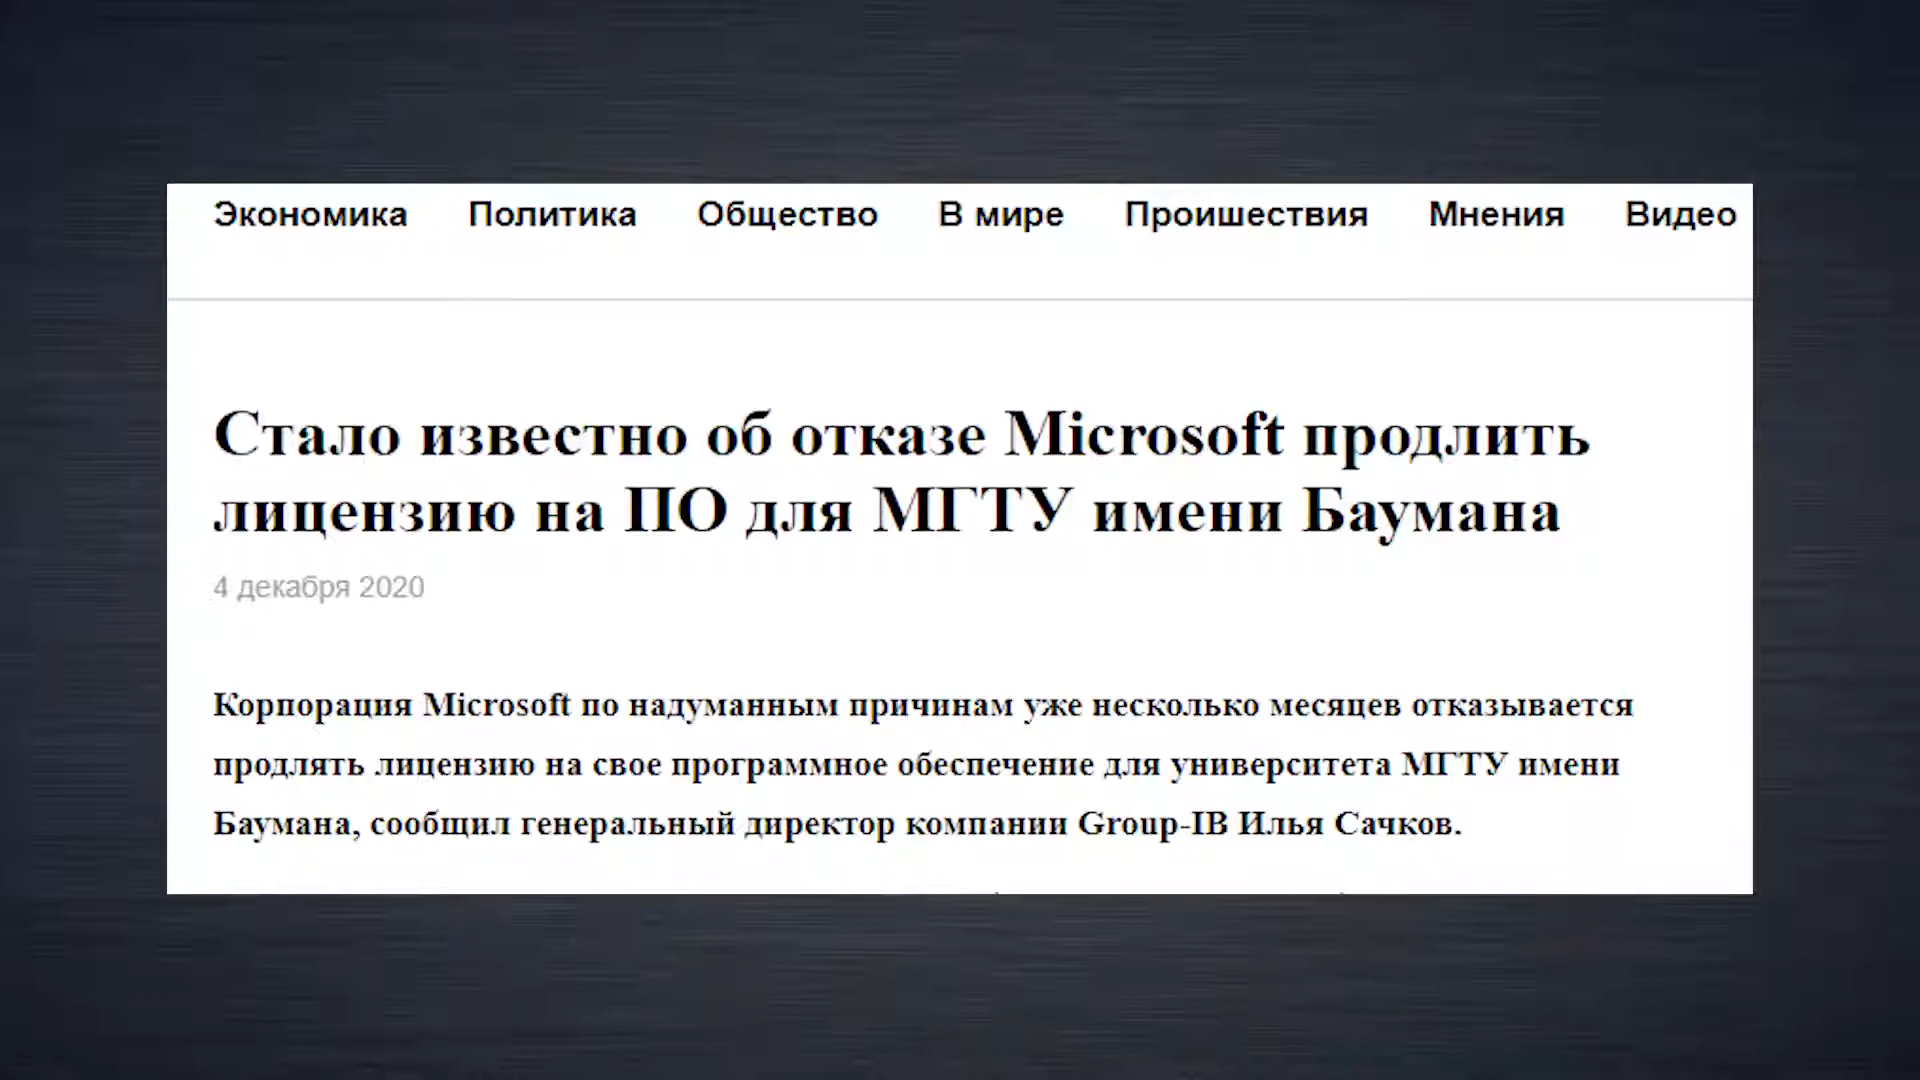 Экономика Политика Общество В мире Проишествия Мнения Видео
Стало известно об отказе Microsoft продлить
лицензию на ПО для МГТУ имени Баумана
4 декабря 2020
Корпорация Microsoft по надуманным причинам уже несколько месяцев отказывается
продлять лицензию на свое программное обеспечение для университета МГТУ имени
Баумана, сообщил генеральный директор компании Group-IB Илья Сачков.